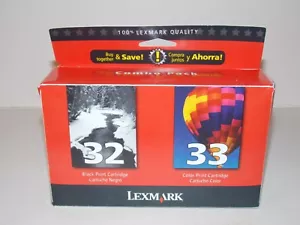 100% LEXMARK QUALITY
Buy together & Save! ! Compre juntos y Ahorra!
Combo Pack
32
33
Black Print Cartridge
Cartucho Negro
Color Print Cartridge
Cartucho Color
LEXMARK